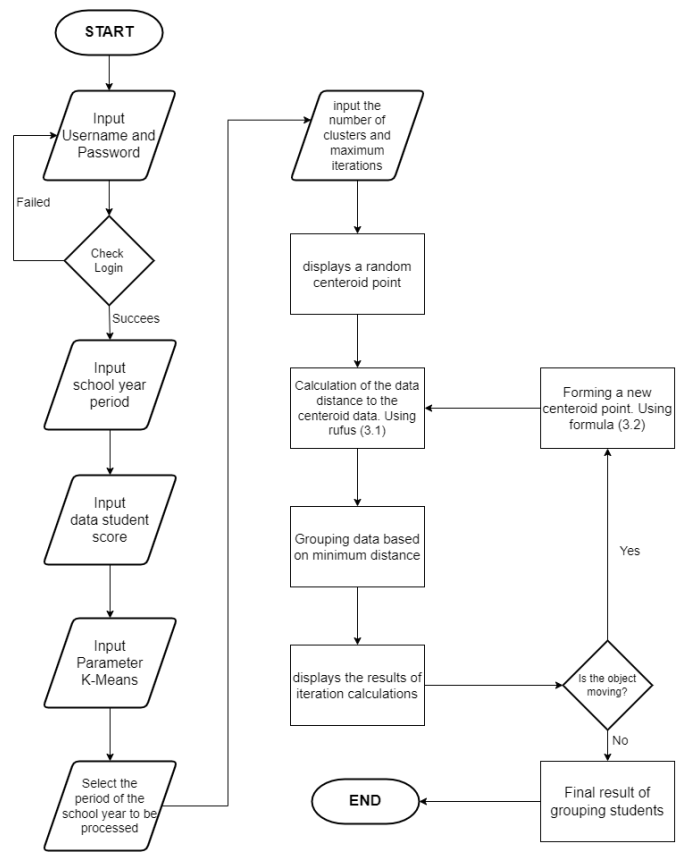 START
Input
Username and
Password
Failed
Check
Login
Succees
Input
school year
period
Input
data student
score
Input
Parameter
K-Means
Select the
period of the
school year to be
processed
input the
number of
clusters and
maximum
iterations
displays a random
centeroid point
Calculation of the data
distance to the
centeroid data. Using
rufus (3.1)
Grouping data based
on minimum distance
displays the results of
iteration calculations
Is the object
moving?
Yes
Forming a new
centeroid point. Using
formula (3.2)
No
Final result of
grouping students
END